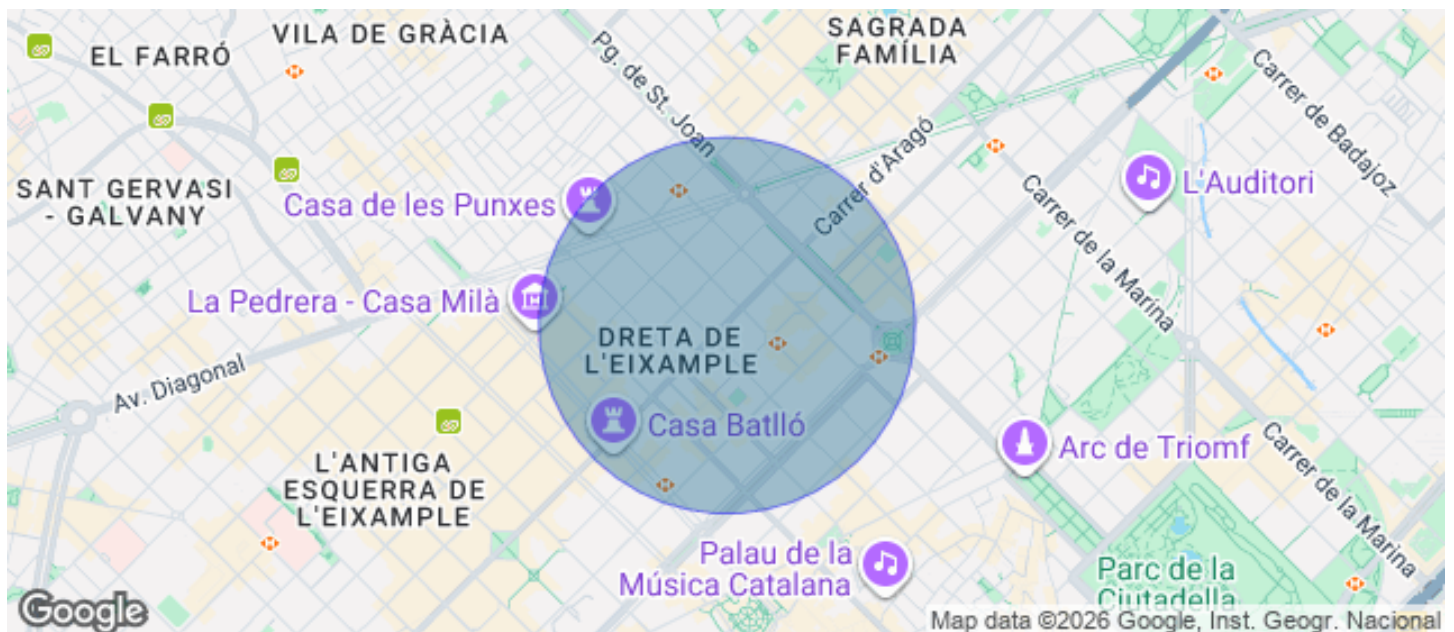 VILA DE GRÀCIA
EL FARRÓ
SAGRADA
FAMÍLIA
Pg. de St. Joan
Carrer de Badajoz
Carrer d'Aragó
SANT GERVASI
- GALVANY
Casa de les Punxes
L'Auditori
Carrer de la Marina
La Pedrera - Casa Milà
DRETA DE
L'EIXAMPLE
Av. Diagonal
Casa Batlló
Arc de Triomf
L'ANTIGA
ESQUERRA DE
L'EIXAMPLE
Carrer de la Marina
Palau de la
Música Catalana
Parc de la
Ciutadella
Google
Map data ©2026 Google, Inst. Geogr. Nacional